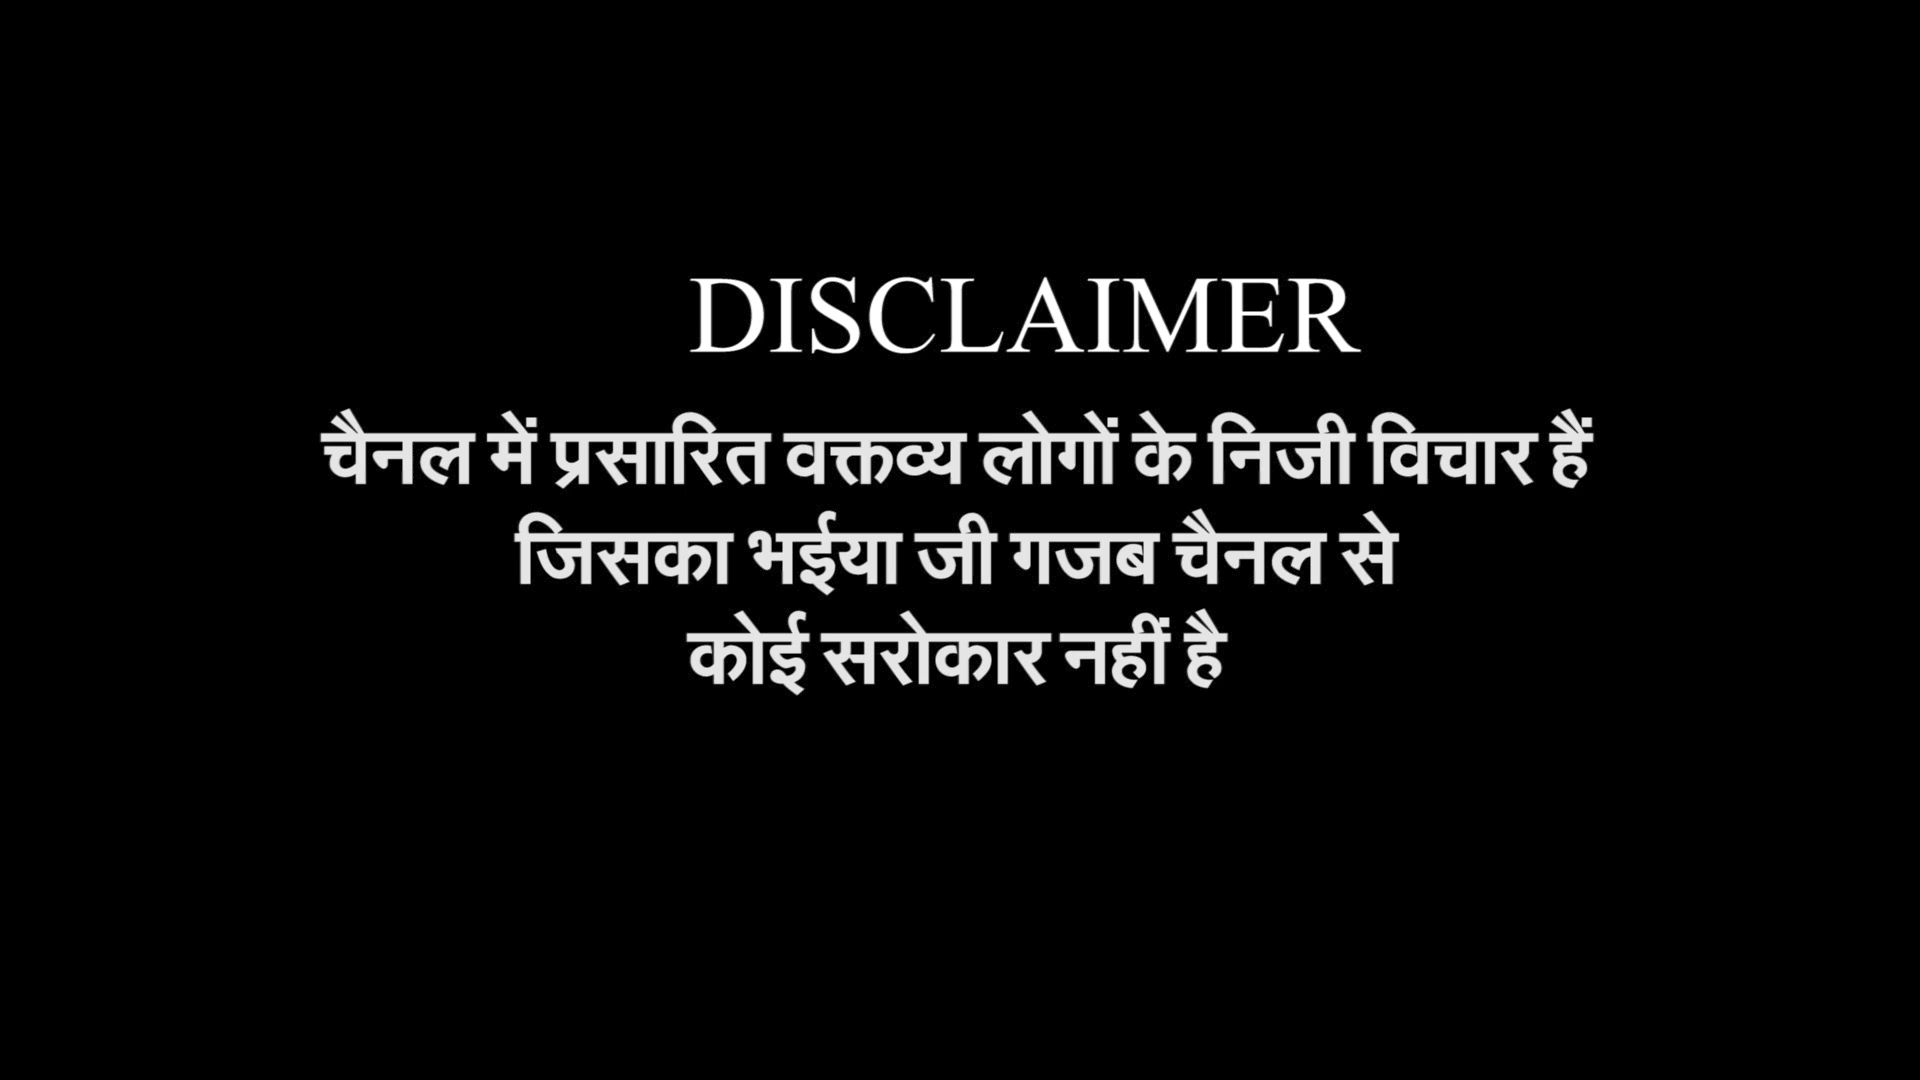 DISCLAIMER
चैनल में प्रसारित वक्तव्य लोगों के निजी विचार हैं
जिसका भईया जी गजब चैनल से
कोई सरोकार नहीं है